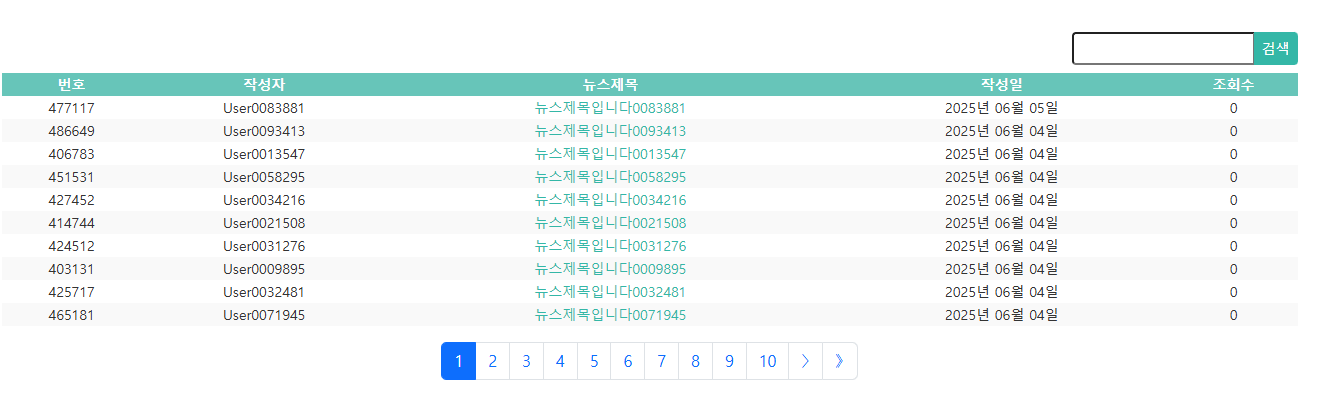 검색
번호 작성자 뉴스제목 작성일 조회수
477117 User0083881 뉴스제목입니다0083881 2025년 06월 05일 0
486649 User0093413 뉴스제목입니다0093413 2025년 06월 04일 0
406783 User0013547 뉴스제목입니다0013547 2025년 06월 04일 0
451531 User0058295 뉴스제목입니다0058295 2025년 06월 04일 0
427452 User0034216 뉴스제목입니다0034216 2025년 06월 04일 0
414744 User0021508 뉴스제목입니다0021508 2025년 06월 04일 0
424512 User0031276 뉴스제목입니다0031276 2025년 06월 04일 0
403131 User0009895 뉴스제목입니다0009895 2025년 06월 04일 0
425717 User0032481 뉴스제목입니다0032481 2025년 06월 04일 0
465181 User0071945 뉴스제목입니다0071945 2025년 06월 04일 0
1 2 3 4 5 6 7 8 9 10 〉 》